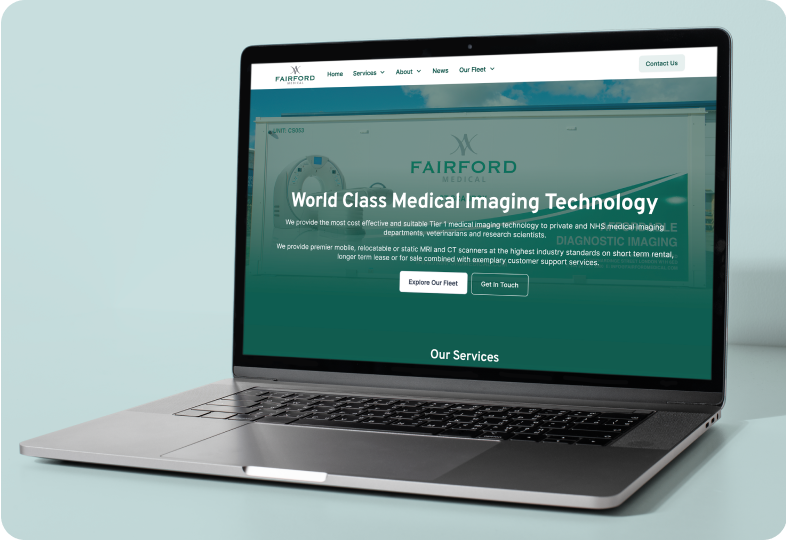 FAIRFORD
MEDICAL
Home Services About News Our Fleet
Contact Us
UNIT: CS053
FAIRFORD
MEDICAL
World Class Medical Imaging Technology
We provide the most cost effective and suitable Tier 1 medical imaging technology to private and NHS medical imaging
departments, veterinarians and research scientists.
DIAGNOSTIC IMAGING
We provide premier mobile, relocatable or static MRI and CT scanners at the highest industry standards on short term rental,
longer term lease or for sale combined with exemplary customer support services.
Explore Our Fleet
Get In Touch
Our Services